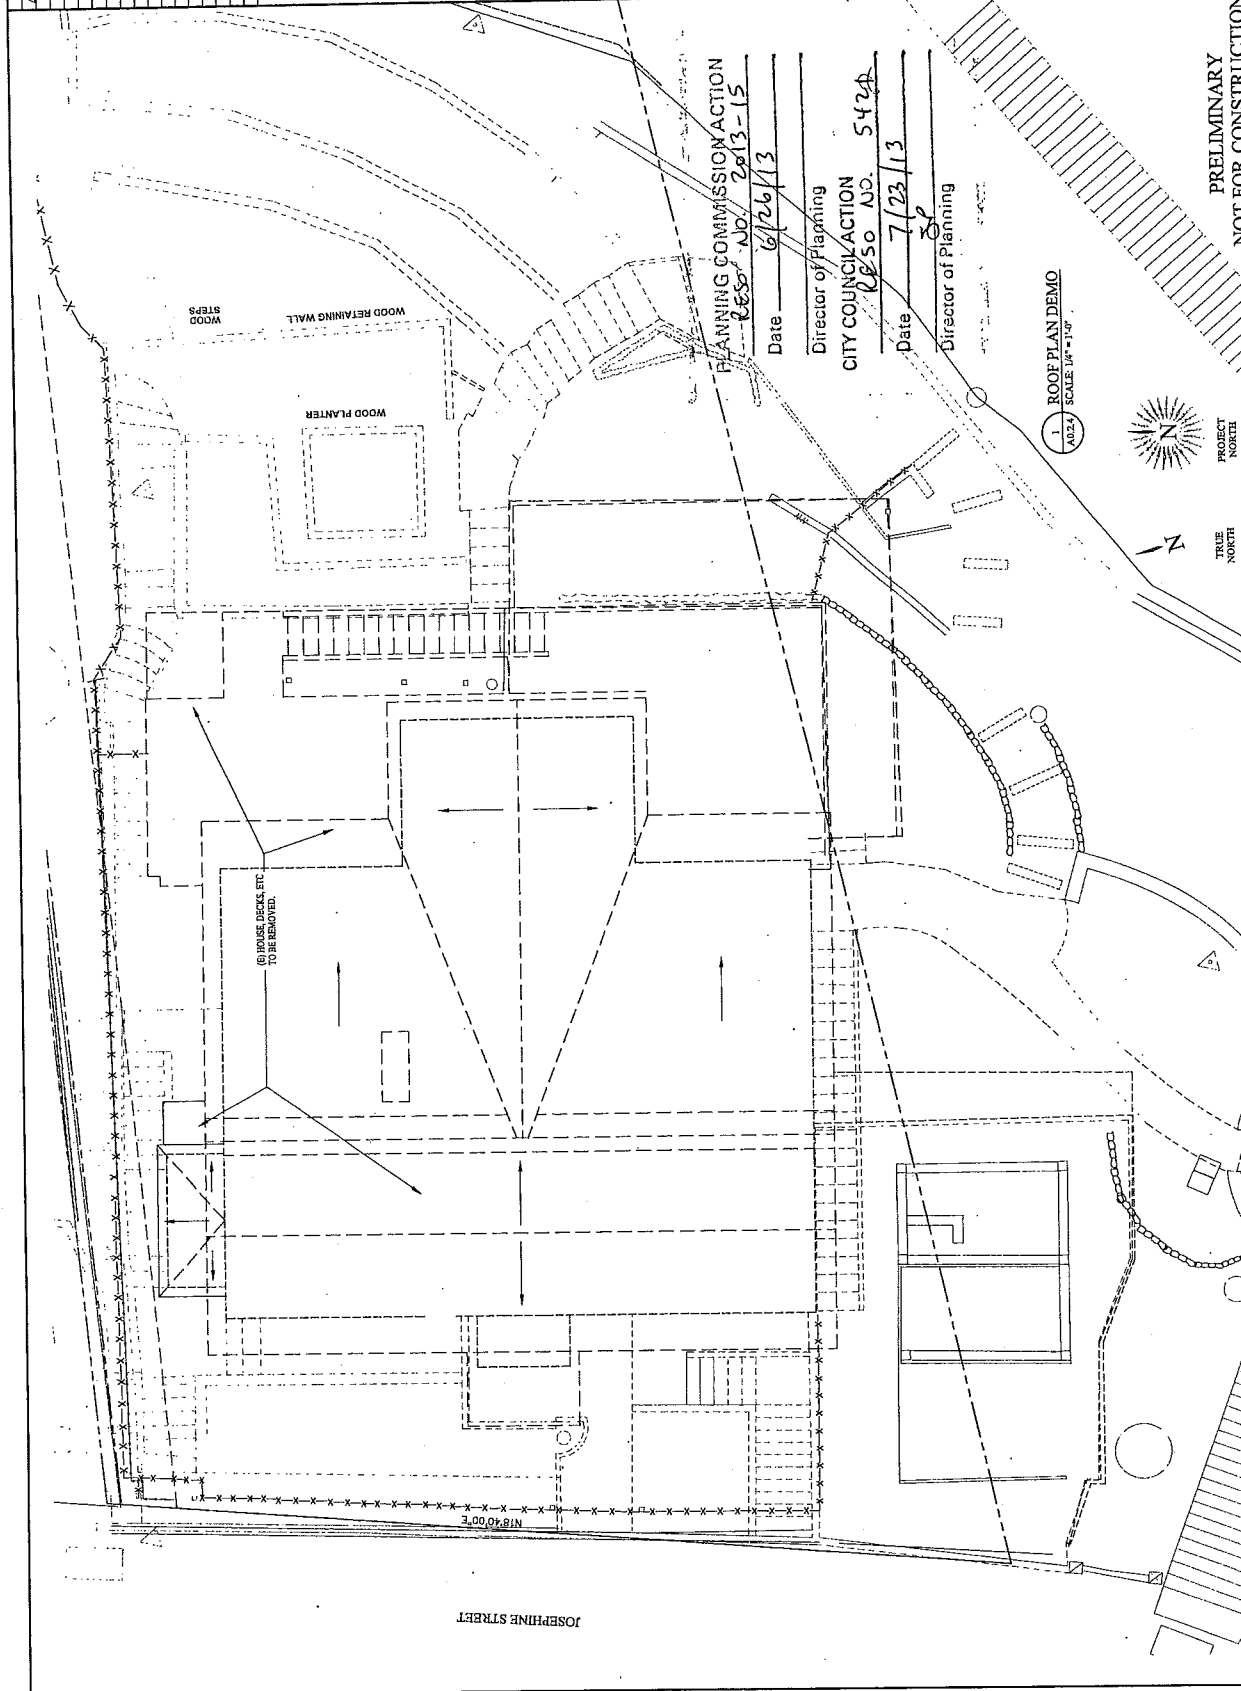 WOOD
STEPS
WOOD RETAINING WALL
WOOD PLANTER
(E) HOUSE, DECKS, ETC
TO BE REMOVED.
N18°40'00"E
JOSEPHINE STREET
PLANNING COMMISSION ACTION
RESO NO. 2013-15
Date 6/26/13
Director of Planning
CITY COUNCIL ACTION
RESO NO. 5424
Date 7/23/13
Director of Planning
1
A0.2.4
ROOF PLAN DEMO
SCALE: 1/4" = 1'-0"
N
PROJECT
NORTH
N
TRUE
NORTH
PRELIMINARY
NOT FOR CONSTRUCTION